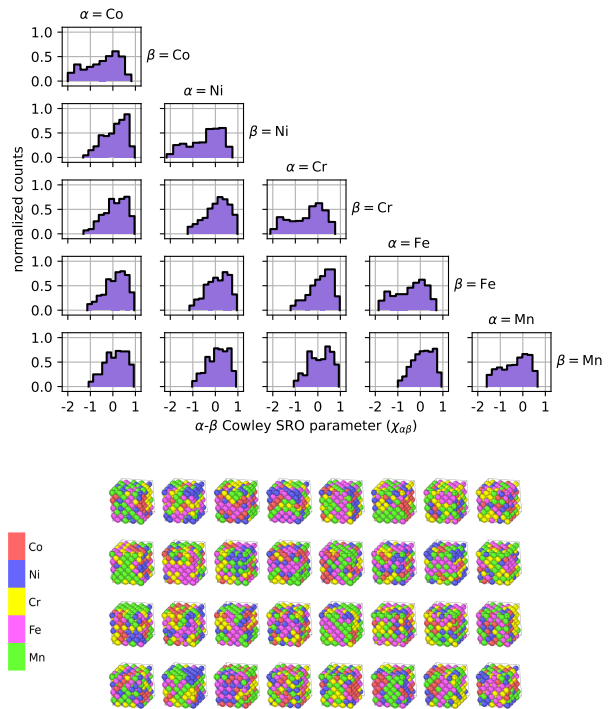 α = Co
1.0
0.5
0.0
β = Co
α = Ni
1.0
0.5
0.0
β = Ni
α = Cr
1.0
0.5
0.0
β = Cr
normalized counts
α = Fe
1.0
0.5
0.0
β = Fe
α = Mn
1.0
0.5
0.0
β = Mn
-2 -1 0 1 -2 -1 0 1 -2 -1 0 1 -2 -1 0 1 -2 -1 0 1
α-β Cowley SRO parameter (χαβ)
Co
Ni
Cr
Fe
Mn